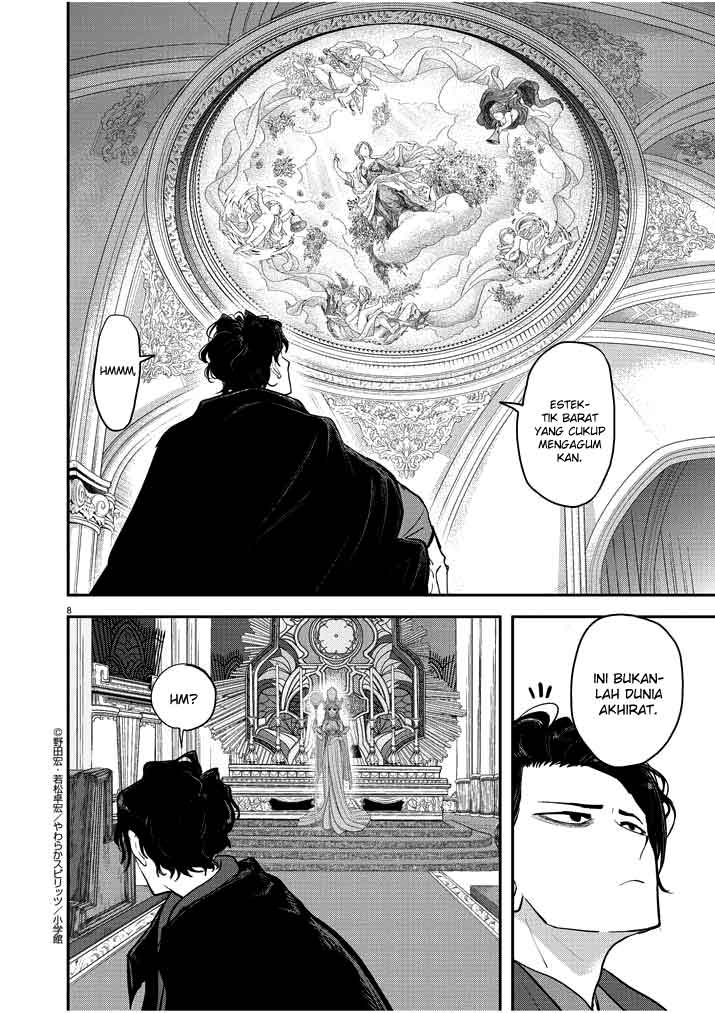 ESTEK-
TIK BARAT
YANG CUKUP
MENGAGUM
KAN.
HMMM,
8
INI BUKAN-
LAH DUNIA
AKHIRAT.
HM?
©野田宏・若松卓宏／やわらかスピリッツ／小学館